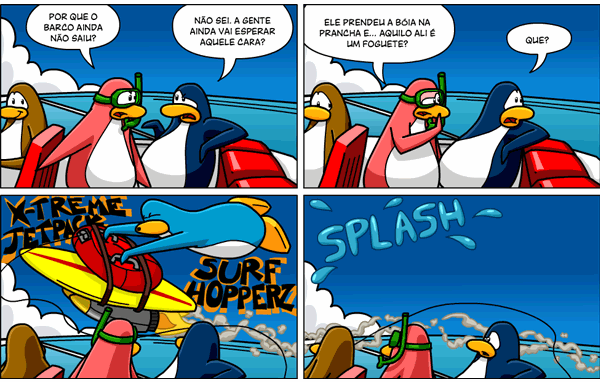 POR QUE O
BARCO AINDA
NÃO SAIU?
NÃO SEI. A GENTE
AINDA VAI ESPERAR
AQUELE CARA?
ELE PRENDEU A BOIA NA
PRANCHA E... AQUILO ALI É
UM FOGUETE?
QUE?
X-TREME
JETPACK
SURF
HOPPERZ
SPLASH